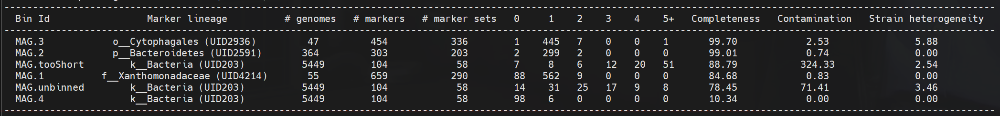 --------------------------------------------------------------------------------------------------------------------------------------------------------------------------------
  Bin Id                 Marker lineage          # genomes   # markers   # marker sets   0     1    2    3    4    5+   Completeness   Contamination   Strain heterogeneity
--------------------------------------------------------------------------------------------------------------------------------------------------------------------------------
  MAG.3            o__Cytophagales (UID2936)         47         454           336        1    445   7    0    0    1       99.70            2.53               5.88
  MAG.2            p__Bacteroidetes (UID2591)       364         303           203        2    299   2    0    0    0       99.01            0.74               0.00
  MAG.tooShort        k__Bacteria (UID203)          5449        104            58        7     8    6    12   20   51      88.79           324.33              2.54
  MAG.1          f__Xanthomonadaceae (UID4214)       55         659           290        88   562   9    0    0    0       84.68            0.83               0.00
  MAG.unbinned        k__Bacteria (UID203)          5449        104            58        14    31   25   17   9    8       78.45           71.41               3.46
  MAG.4               k__Bacteria (UID203)          5449        104            58        98    6    0    0    0    0       10.34            0.00               0.00
--------------------------------------------------------------------------------------------------------------------------------------------------------------------------------